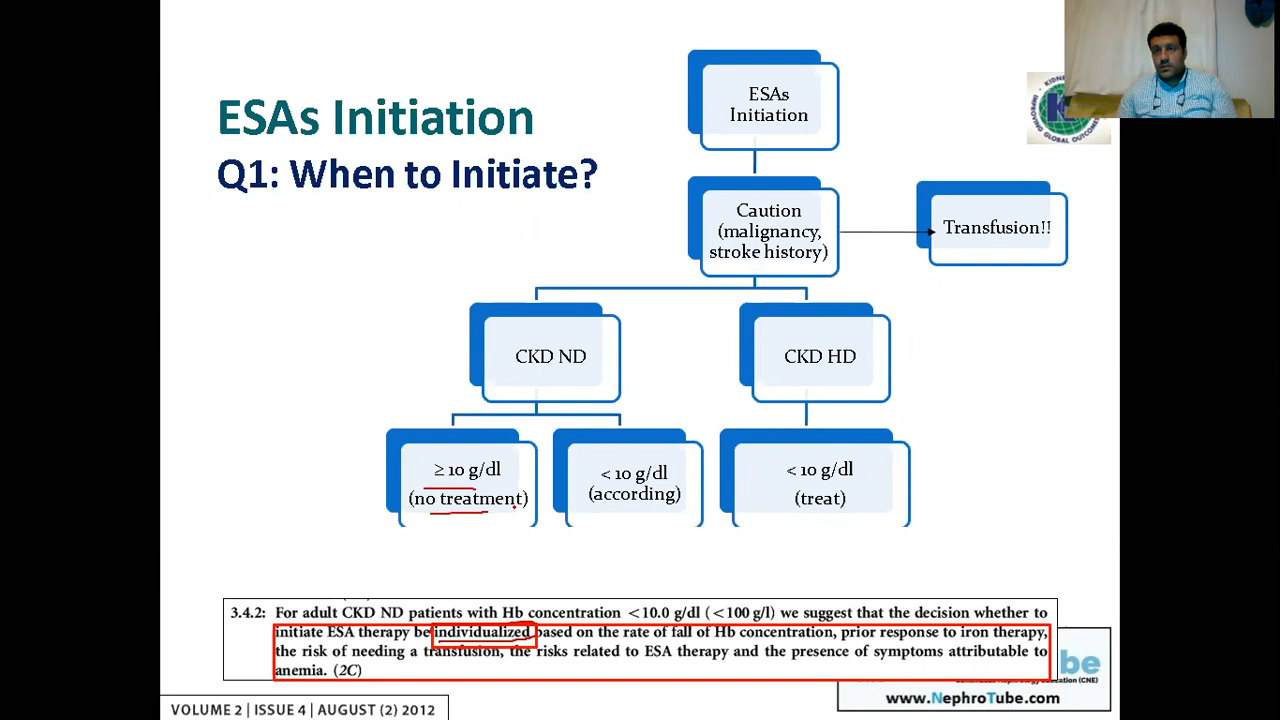 ESAs Initiation
Q1: When to Initiate?
ESAs
Initiation
Caution
(malignancy,
stroke history)
Transfusion!!
CKD ND
CKD HD
≥ 10 g/dl
(no treatment)
< 10 g/dl
(according)
< 10 g/dl
(treat)
3.4.2: For adult CKD ND patients with Hb concentration <10.0 g/dl (<100 g/l) we suggest that the decision whether to
initiate ESA therapy be individualized based on the rate of fall of Hb concentration, prior response to iron therapy,
the risk of needing a transfusion, the risks related to ESA therapy and the presence of symptoms attributable to
anemia. (2C)
be
(CNE)
www.NephroTube.com
VOLUME 2 | ISSUE 4 | AUGUST (2) 2012